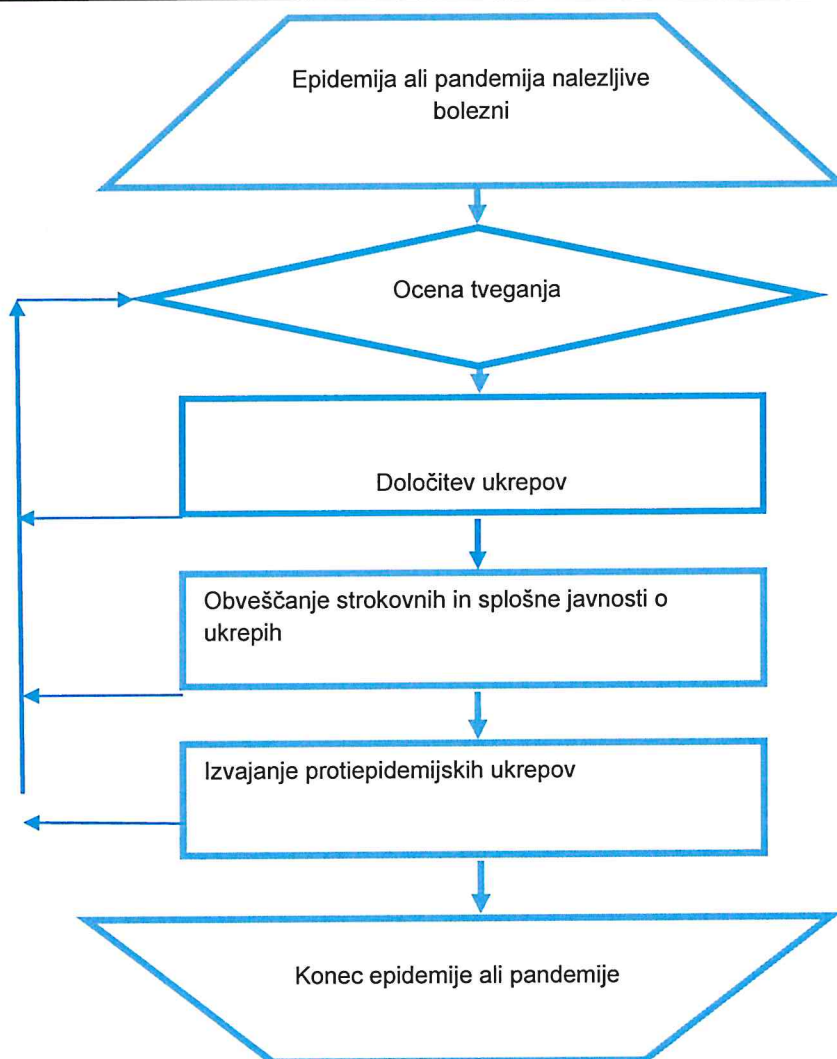 Epidemija ali pandemija nalezljive
bolezni
Ocena tveganja
Določitev ukrepov
Obveščanje strokovnih in splošne javnosti o
ukrepih
Izvajanje protiepidemijskih ukrepov
Konec epidemije ali pandemije